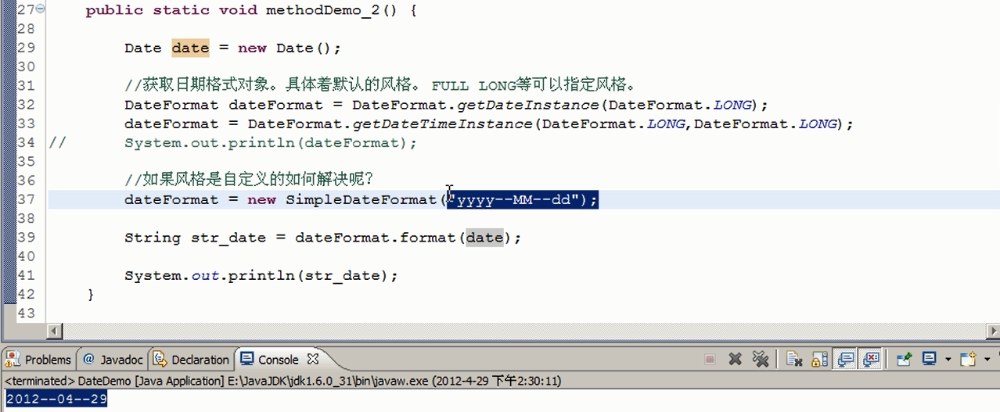 27 public static void methodDemo_2() {
28
29 Date date = new Date();
30
31 //获取日期格式对象。具体着默认的风格。 FULL LONG等可以指定风格。
32 DateFormat dateFormat = DateFormat.getDateInstance(DateFormat.LONG);
33 dateFormat = DateFormat.getDateTimeInstance(DateFormat.LONG,DateFormat.LONG);
34 // System.out.println(dateFormat);
35
36 //如果风格是自定义的如何解决呢?
37 dateFormat = new SimpleDateFormat("yyyy--MM--dd");
38
39 String str_date = dateFormat.format(date);
40
41 System.out.println(str_date);
42 }
43
Problems @ Javadoc Declaration Console
<terminated> DateDemo [Java Application] E:\JavaJDK\jdk1.6.0_31\bin\javaw.exe (2012-4-29 下午2:30:11)
2012--04--29